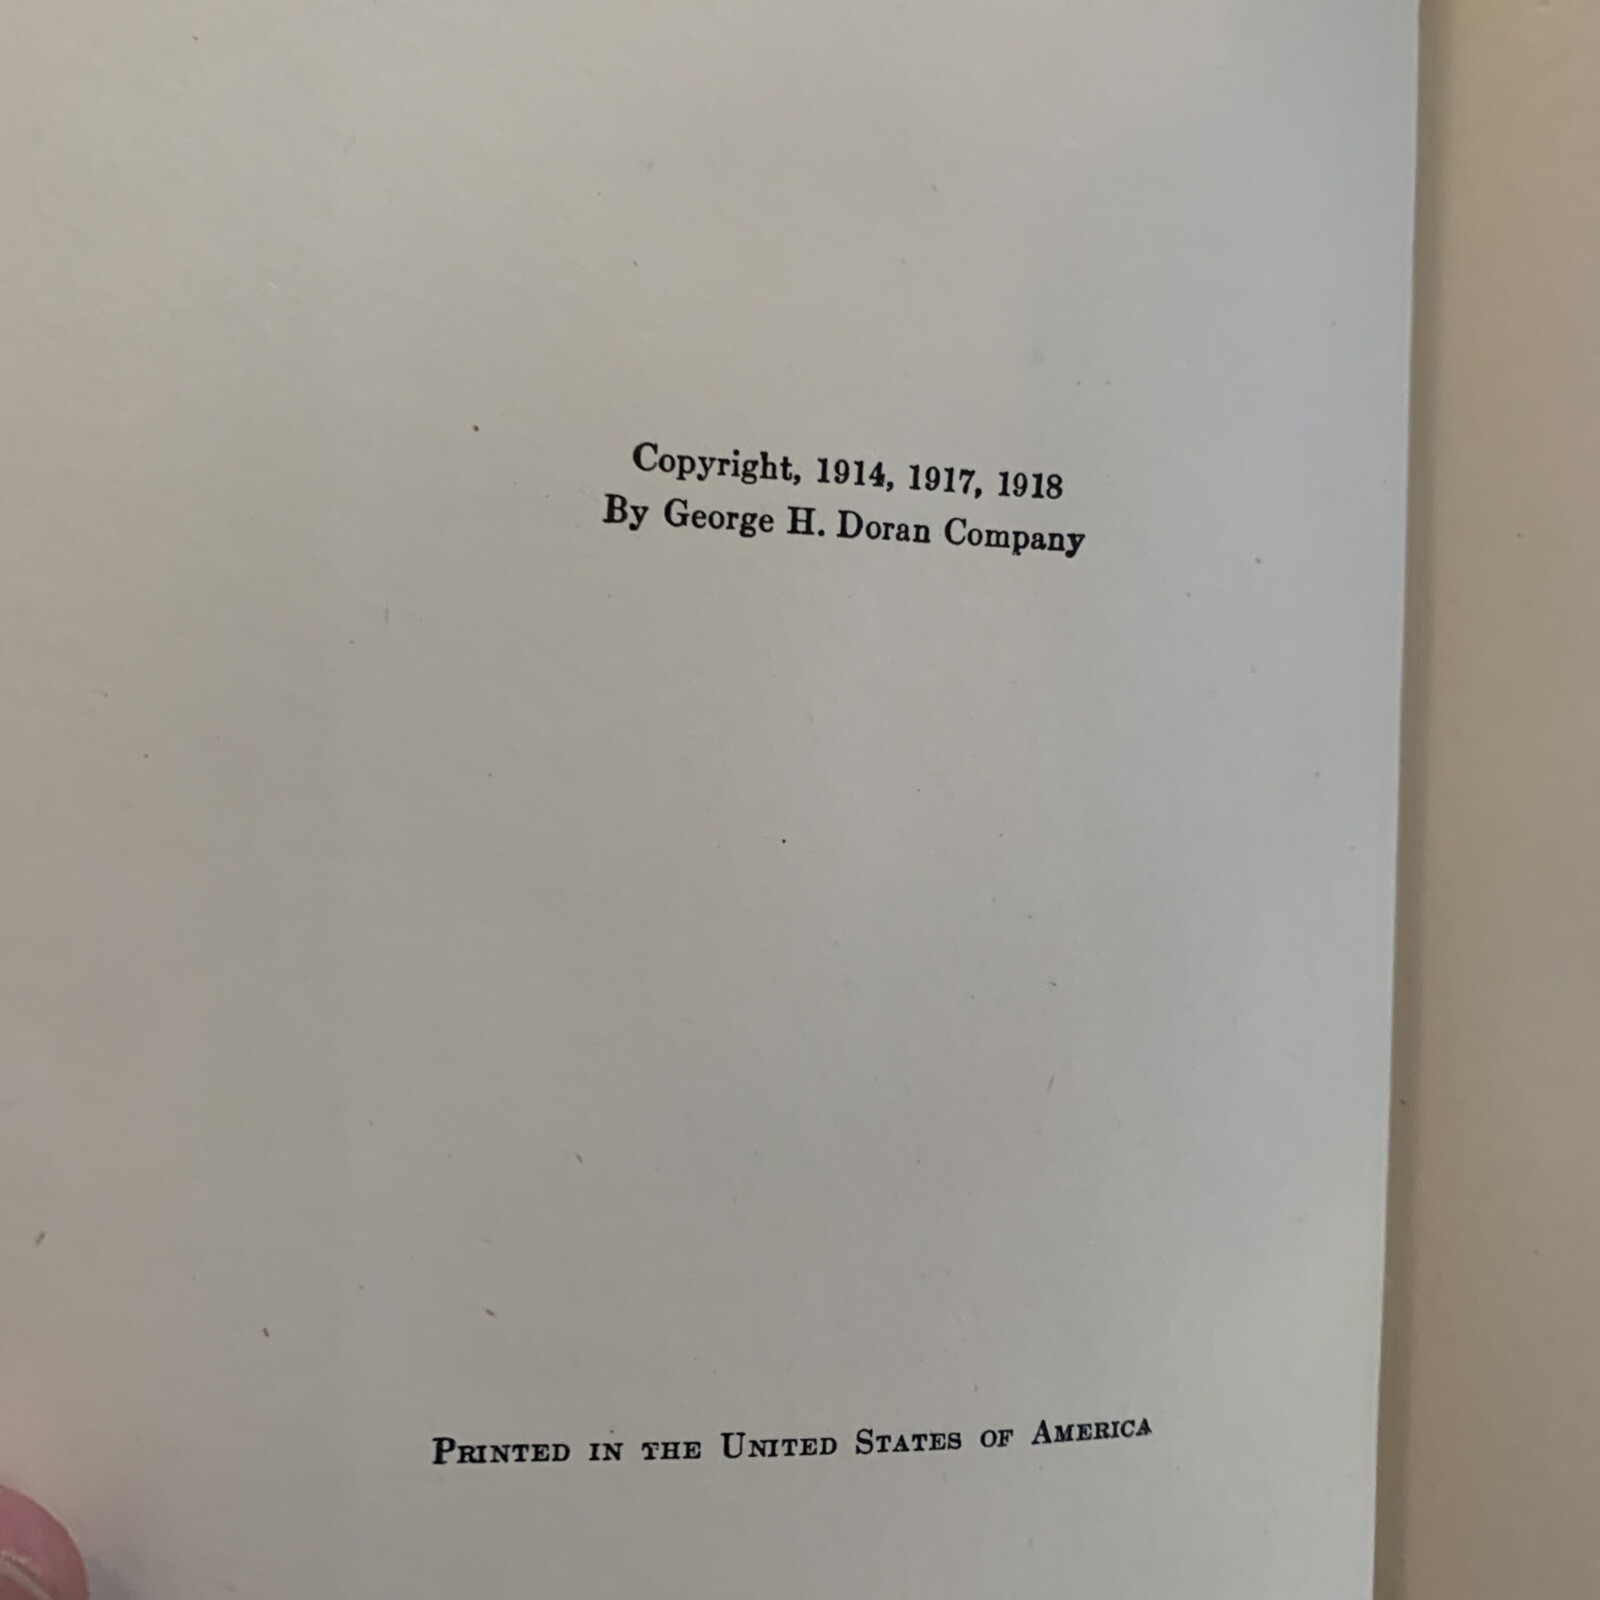 Copyright, 1914, 1917, 1918
By George H. Doran Company
Printed in the United States of America